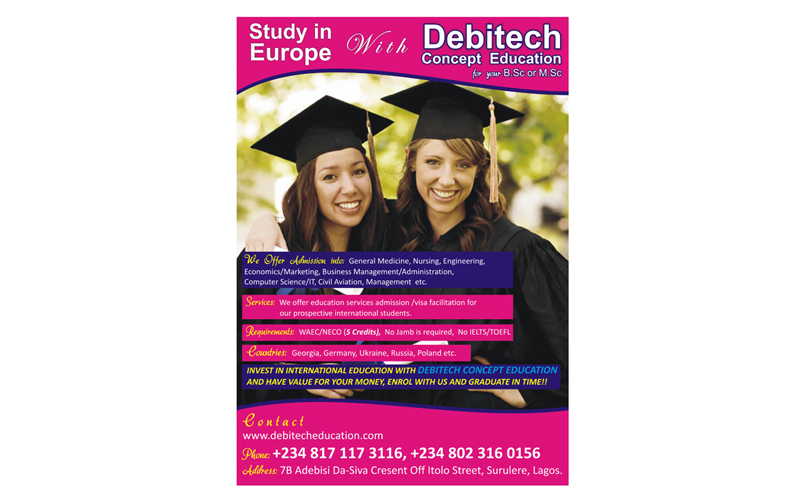 Study in
Europe
With
Debitech
Concept Education
for your B.Sc or M.Sc
We Offer Admission into: General Medicine, Nursing, Engineering,
Economics/Marketing, Business Management/Administration,
Computer Science/IT, Civil Aviation, Management etc.
Services: We offer education services admission /visa facilitation for
our prospective international students.
Requirements: WAEC/NECO (5 Credits), No Jamb is required, No IELTS/TOEFL
Countries: Georgia, Germany, Ukraine, Russia, Poland etc.
INVEST IN INTERNATIONAL EDUCATION WITH DEBITECH CONCEPT EDUCATION
AND HAVE VALUE FOR YOUR MONEY, ENROL WITH US AND GRADUATE IN TIME!!
Contact
www.debitecheducation.com
Phone: +234 817 117 3116, +234 802 316 0156
Address: 7B Adebisi Da-Siva Cresent Off Itolo Street, Surulere, Lagos.